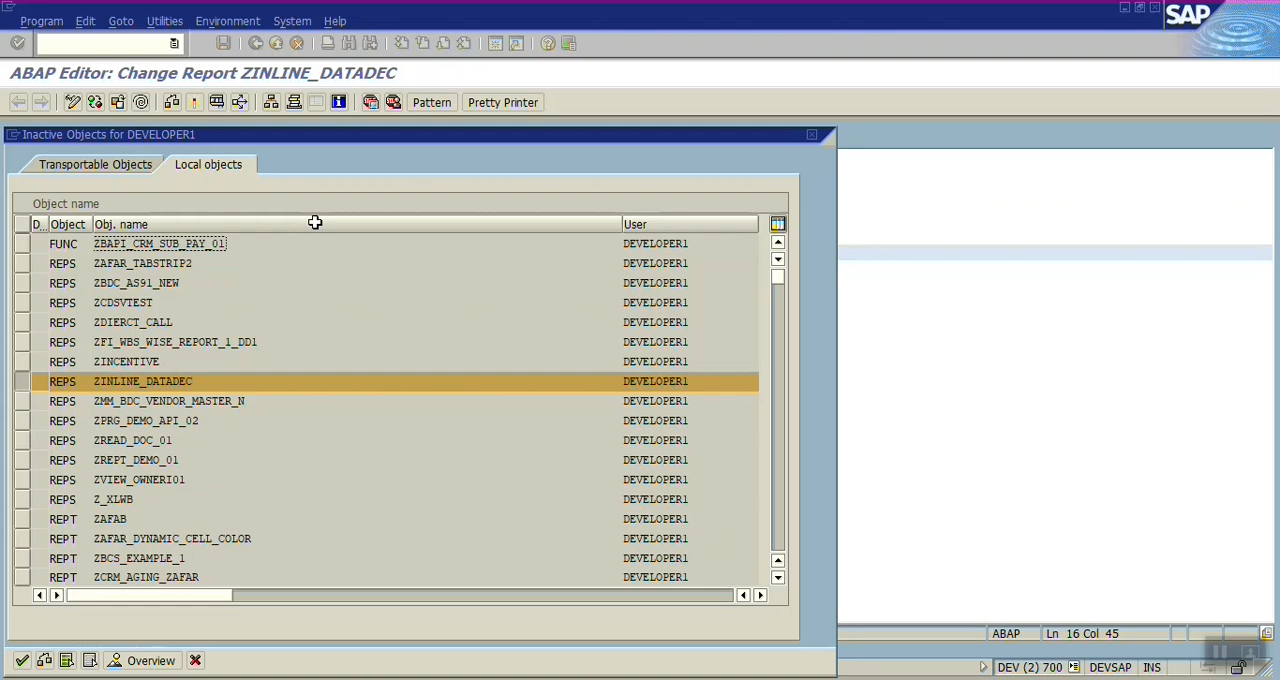 Program Edit Goto Utilities Environment System Help
SAP
ABAP Editor: Change Report ZINLINE_DATADEC
Pattern Pretty Printer
Inactive Objects for DEVELOPER1
Transportable Objects Local objects
Object name
D.. Object Obj. name User
FUNC ZBAPI_CRM_SUB_PAY_01 DEVELOPER1
REPS ZAFAR_TABSTRIP2 DEVELOPER1
REPS ZBDC_AS91_NEW DEVELOPER1
REPS ZCDSVTEST DEVELOPER1
REPS ZDIERCT_CALL DEVELOPER1
REPS ZFI_WBS_WISE_REPORT_1_DD1 DEVELOPER1
REPS ZINCENTIVE DEVELOPER1
REPS ZINLINE_DATADEC DEVELOPER1
REPS ZMM_BDC_VENDOR_MASTER_N DEVELOPER1
REPS ZPRG_DEMO_API_02 DEVELOPER1
REPS ZREAD_DOC_01 DEVELOPER1
REPS ZREPT_DEMO_01 DEVELOPER1
REPS ZVIEW_OWNERI01 DEVELOPER1
REPS Z_XLWB DEVELOPER1
REPT ZAFAB DEVELOPER1
REPT ZAFAR_DYNAMIC_CELL_COLOR DEVELOPER1
REPT ZBCS_EXAMPLE_1 DEVELOPER1
REPT ZCRM_AGING_ZAFAR DEVELOPER1
ABAP Ln 16 Col 45
Overview
DEV (2) 700 DEVSAP INS